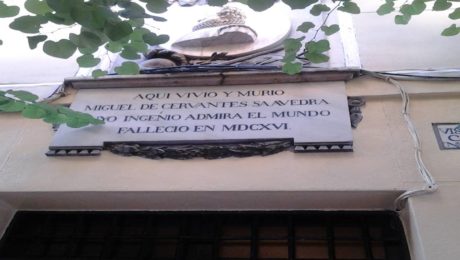 AQUI VIVIO Y MURIO
MIGUEL DE CERVANTES SAAVEDRA
INGENIO ADMIRA EL MUNDO
FALLECIO EN MDCXVI.